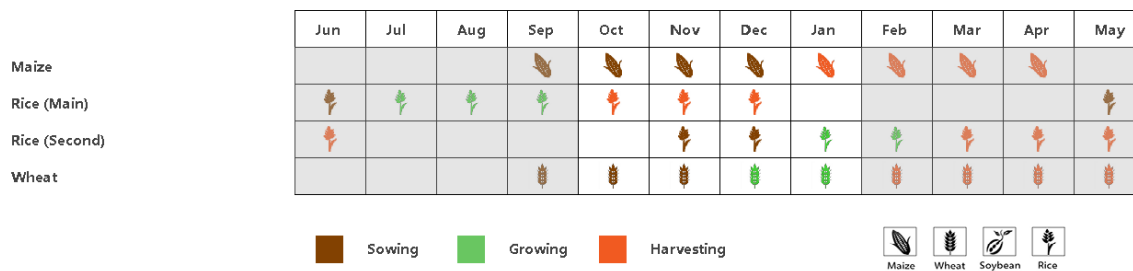 Jun Jul Aug Sep Oct Nov Dec Jan Feb Mar Apr May
Maize
Rice (Main)
Rice (Second)
Wheat
Sowing Growing Harvesting
Maize Wheat Soybean Rice